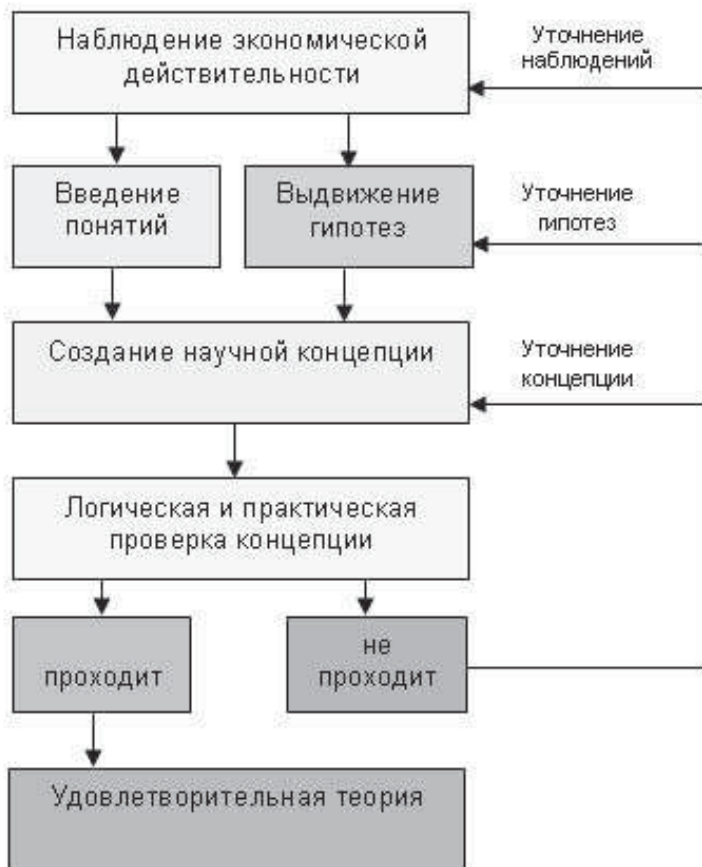 Наблюдение экономической
действительности
Уточнение
наблюдений
Введение
понятий
Выдвижение
гипотез
Уточнение
гипотез
Создание научной концепции
Уточнение
концепции
Логическая и практическая
проверка концепции
проходит
не
проходит
Удовлетворительная теория